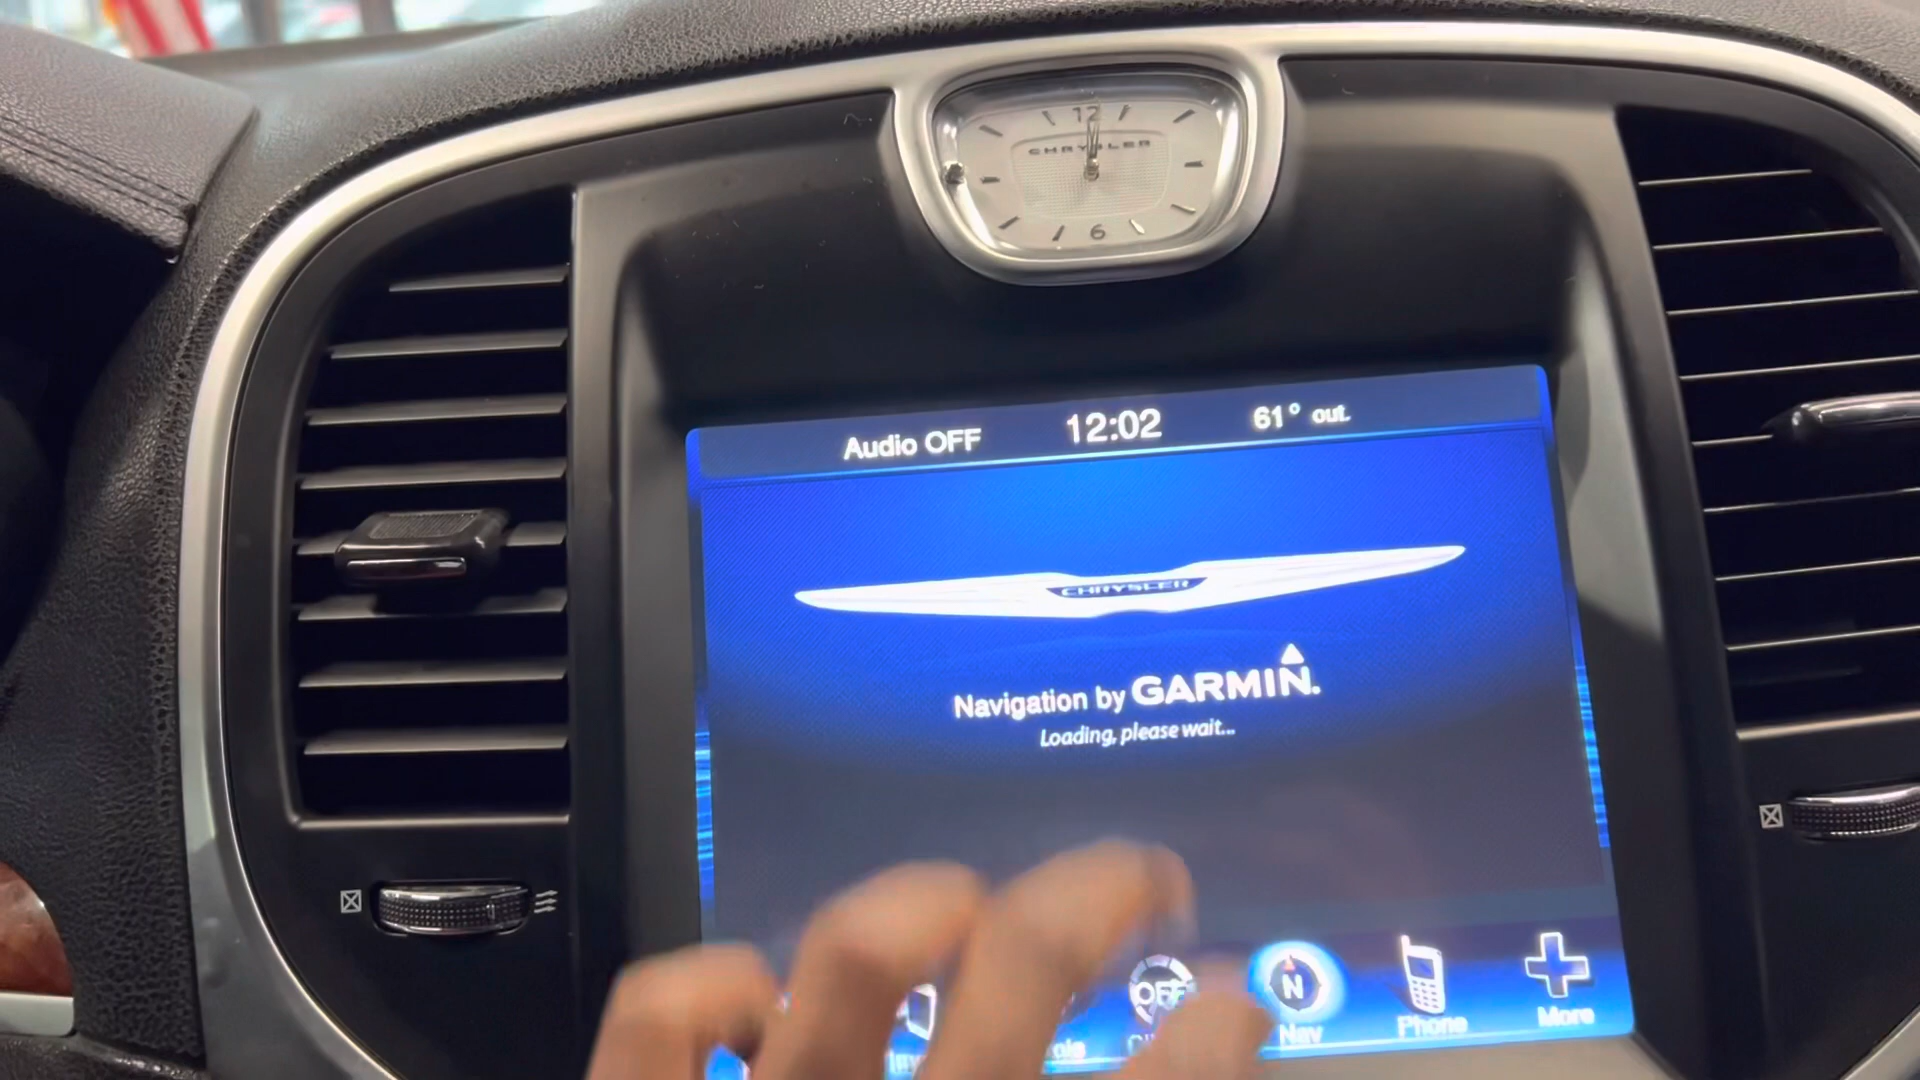 12
CHRYSLER
6
Audio OFF 12:02 61° out.
CHRYSLER
Navigation by GARMIN.
Loading, please wait...
OFF N
Nav Phone More